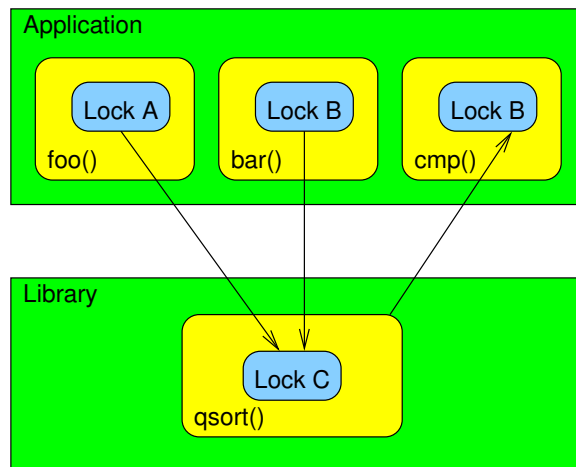 Application
Lock A
Lock B
Lock B
foo()
bar()
cmp()
Library
Lock C
qsort()